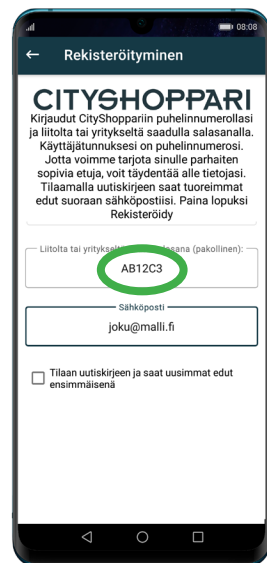 08:08
Rekisteröityminen
CITYSHOPPARI
Kirjaudut CityShoppariin puhelinnumerollasi
ja liitolta tai yritykseltä saadulla salasanalla.
Käyttäjätunnuksesi on puhelinnumerosi.
Jotta voimme tarjota sinulle parhaiten
sopivia etuja, voit täydentää alle tietojasi.
Tilaamalla uutiskirjeen saat tuoreimmat
edut suoraan sähköpostiisi. Paina lopuksi
Rekisteröidy
Liitolta tai (pakollinen):
AB12C3
Sähköposti
joku@malli.fi
Tilaan uutiskirjeen ja saat uusimmat edut
ensimmäisenä